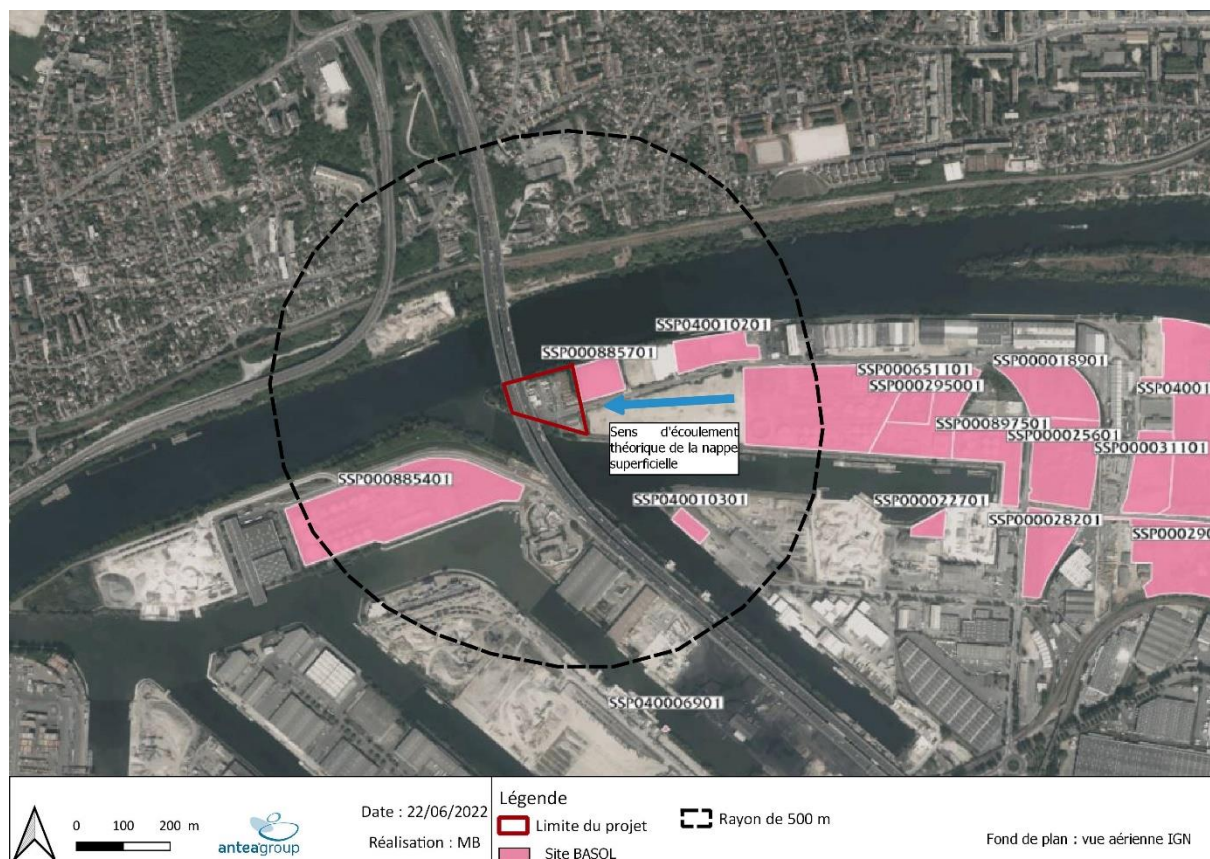 SSP040010201
SSP000885701
SSP000018901
SSP000651101
SSP000295001
SSP04001
Sens d'écoulement
théorique de la nappe
superficielle
SSP000897501
SSP000025601
SSP000031101
SSP000885401
SSP040010301
SSP000022701
SSP000028201
SSP000290
SSP040006901
0 100 200 m
anteagroup
Date : 22/06/2022
Réalisation : MB
Légende
Limite du projet
Site BASOL
Rayon de 500 m
Fond de plan : vue aérienne IGN